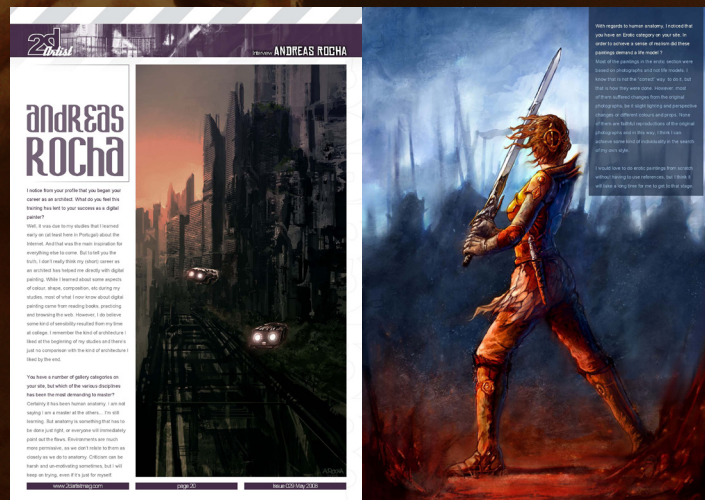 2d Artist
Interview ANDREAS ROCHA
andREas
ROCHa
I notice from your profile that you began your
career as an architect. What do you feel this
training has lent to your success as a digital
painter?
Well, it was due to my studies that I learned
early on (at least here in Portugal) about the
Internet. And that was the main inspiration for
everything else to come. But to tell you the
truth, I don't really think my (short) career as
an architect has helped me directly with digital
painting. While I learned about some aspects
of colour, shape, composition, etc during my
studies, most of what I now know about digital
painting came from reading books, practicing
and browsing the web. However, I do believe
some kind of sensibility resulted from my time
at college. I remember the kind of architecture I
liked at the beginning of my studies and there's
just no comparison with the kind of architecture I
liked by the end.
You have a number of gallery categories on
your site, but which of the various disciplines
has been the most demanding to master?
Certainly it has been human anatomy. I am not
saying I am a master at the others... I'm still
learning. But anatomy is something that has to
be done just right, or everyone will immediately
point out the flaws. Environments are much
more permissive, as we don't relate to them as
closely as we do to anatomy. Criticism can be
harsh and un-motivating sometimes, but I will
keep on trying, even if it's just for myself.
www.2dartistmag.com
page 20
issue 029 May 2008
ARocha
With regards to human anatomy, I noticed that
you have an Erotic category on your site. In
order to achieve a sense of realism did these
paintings demand a life model?
Most of the paintings in the erotic section were
based on photographs and not life models. I
know that is not the "correct" way to do it, but
that is how they were done. However, most
of them suffered changes from the original
photographs, be it slight lighting and perspective
changes or different colours and props. None
of them are faithful reproductions of the original
photographs and in this way, I think I can
achieve some kind of individuality in the search
of my own style.
I would love to do erotic paintings from scratch
without having to use references, but I think it
will take a long time for me to get to that stage.